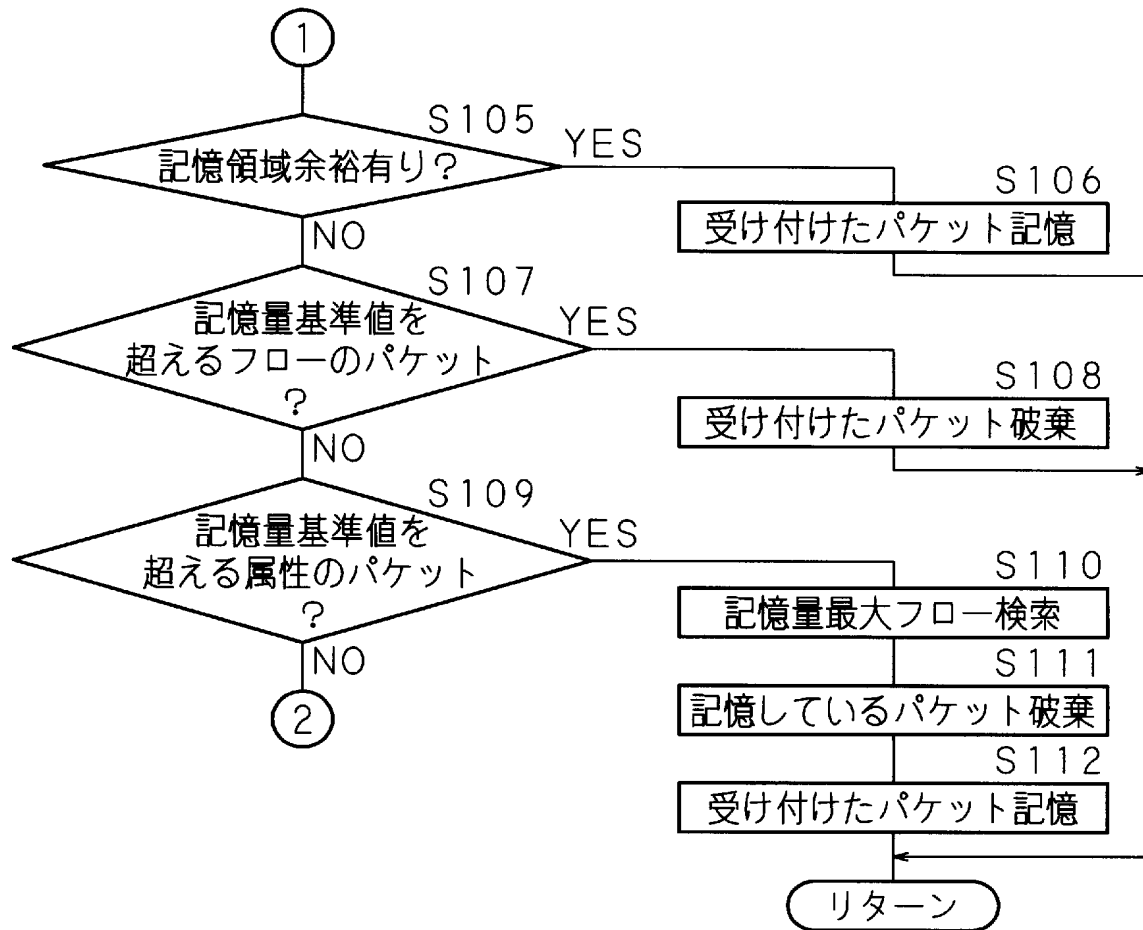 1
S105
記憶領域余裕有り?
YES
NO
S106
受け付けたパケット記憶
S107
記憶量基準値を
超えるフローのパケット
?
YES
NO
S108
受け付けたパケット破棄
S109
記憶量基準値を
超える属性のパケット
?
YES
NO
2
S110
記憶量最大フロー検索
S111
記憶しているパケット破棄
S112
受け付けたパケット記憶
リターン